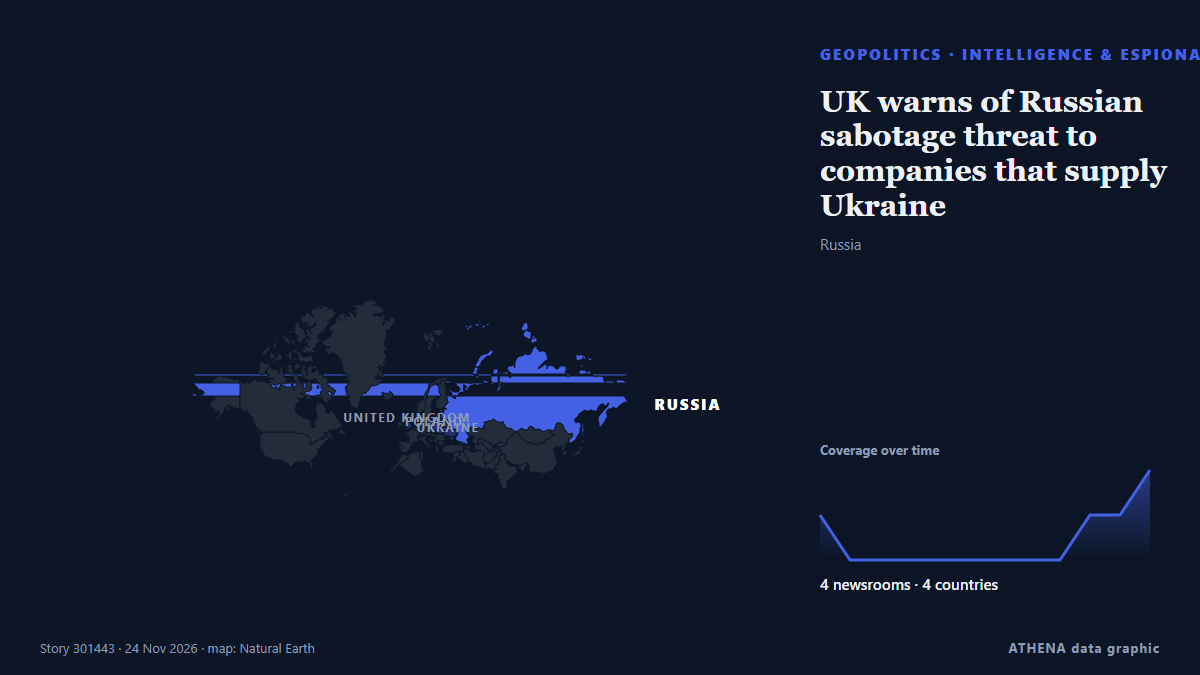 GEOPOLITICS · INTELLIGENCE & ESPIONA
UK warns of Russian
sabotage threat to
companies that supply
Ukraine
Russia
RUSSIA
UNITED KINGDOM
POLAND
UKRAINE
Coverage over time
4 newsrooms · 4 countries
Story 301443 · 24 Nov 2026 · map: Natural Earth
ATHENA data graphic